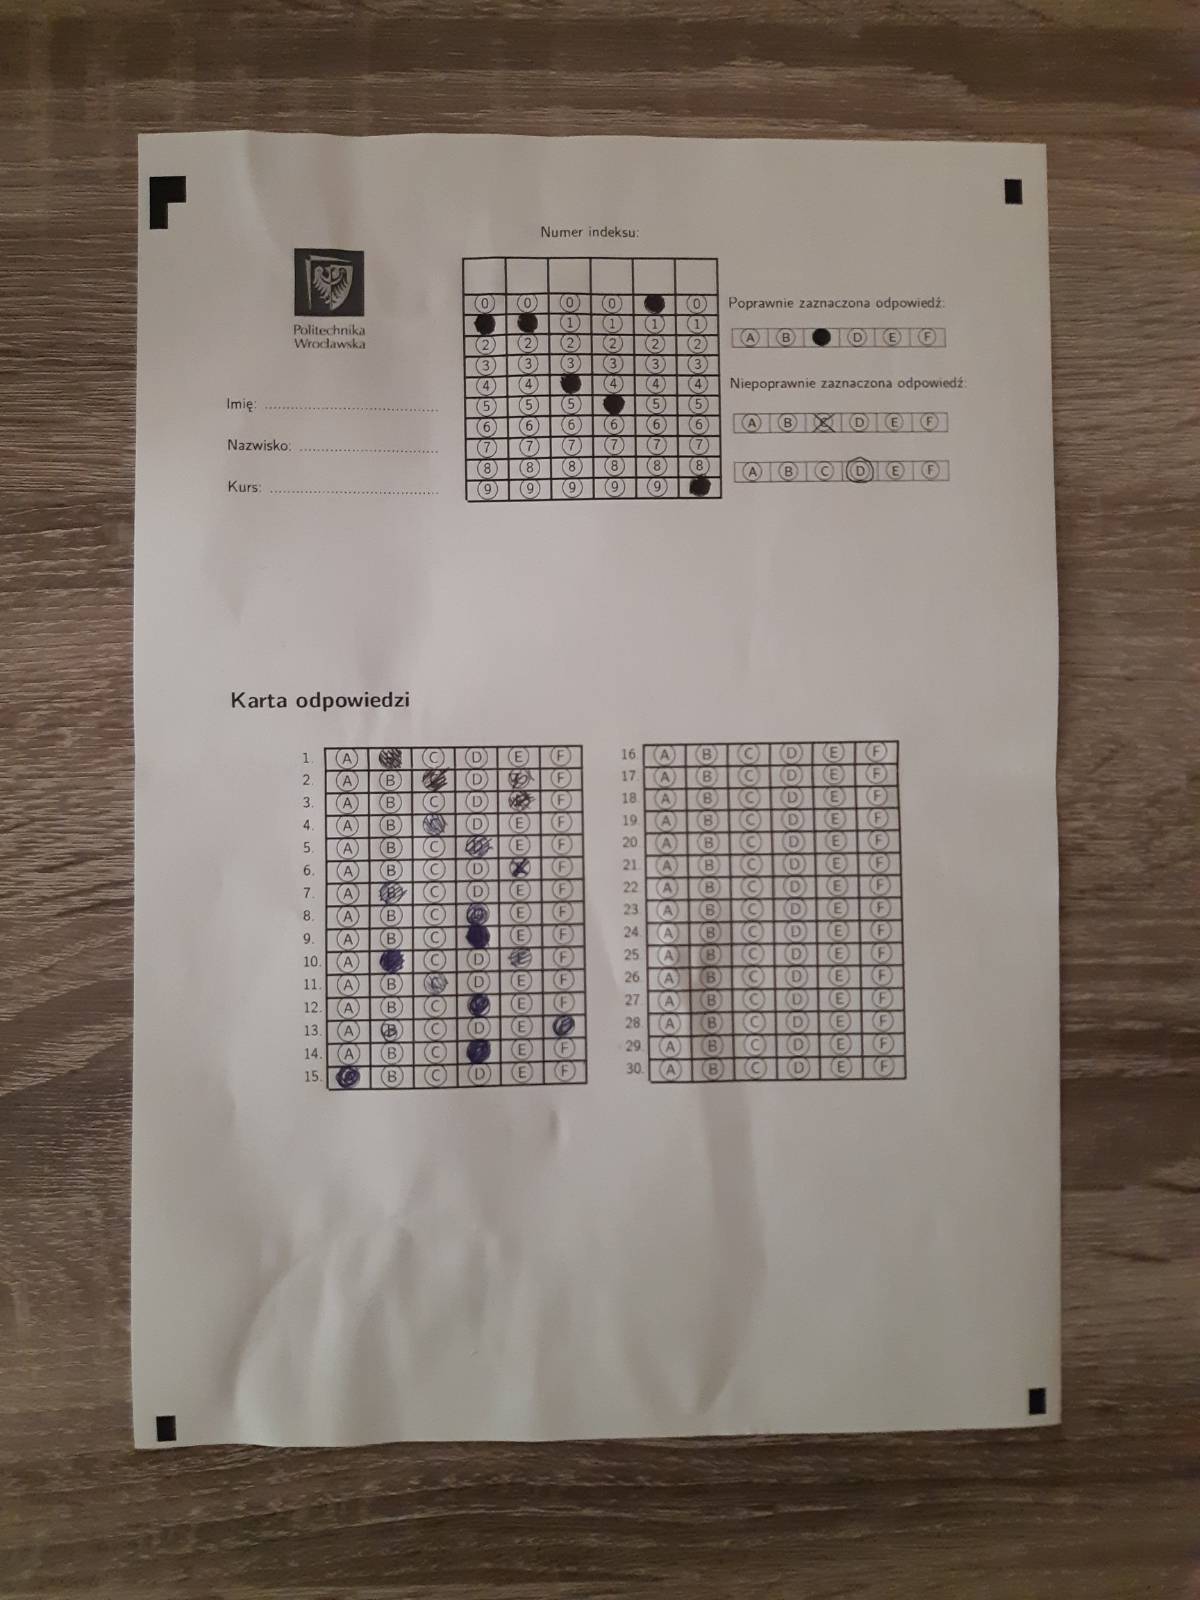 Numer indeksu:
Politechnika
Wrocławska
Imię:
Nazwisko:
Kurs:
0 0 0 0 0
1 1 1 1
2 2 2 2 2 2
3 3 3 3 3 3
4 4 4 4 4
5 5 5 5 5
6 6 6 6 6 6
7 7 7 7 7 7
8 8 8 8 8 8
9 9 9 9 9
Poprawnie zaznaczona odpowiedź:
A B D E F
Niepoprawnie zaznaczona odpowiedź:
A B C D E F
A B C D E F
Karta odpowiedzi
1. A C D E F
2. A B D E F
3. A B C D F
4. A B C D E F
5. A B C D E F
6. A B C D F
7. A B C D E F
8. A B C D E F
9. A B C E F
10. A C D E F
11. A B C D E F
12. A B C E F
13. A B C D E
14. A B C E F
15. B C D E F
16. A B C D E F
17. A B C D E F
18. A B C D E F
19. A B C D E F
20. A B C D E F
21. A B C D E F
22. A B C D E F
23. A B C D E F
24. A B C D E F
25. A B C D E F
26. A B C D E F
27. A B C D E F
28. A B C D E F
29. A B C D E F
30. A B C D E F